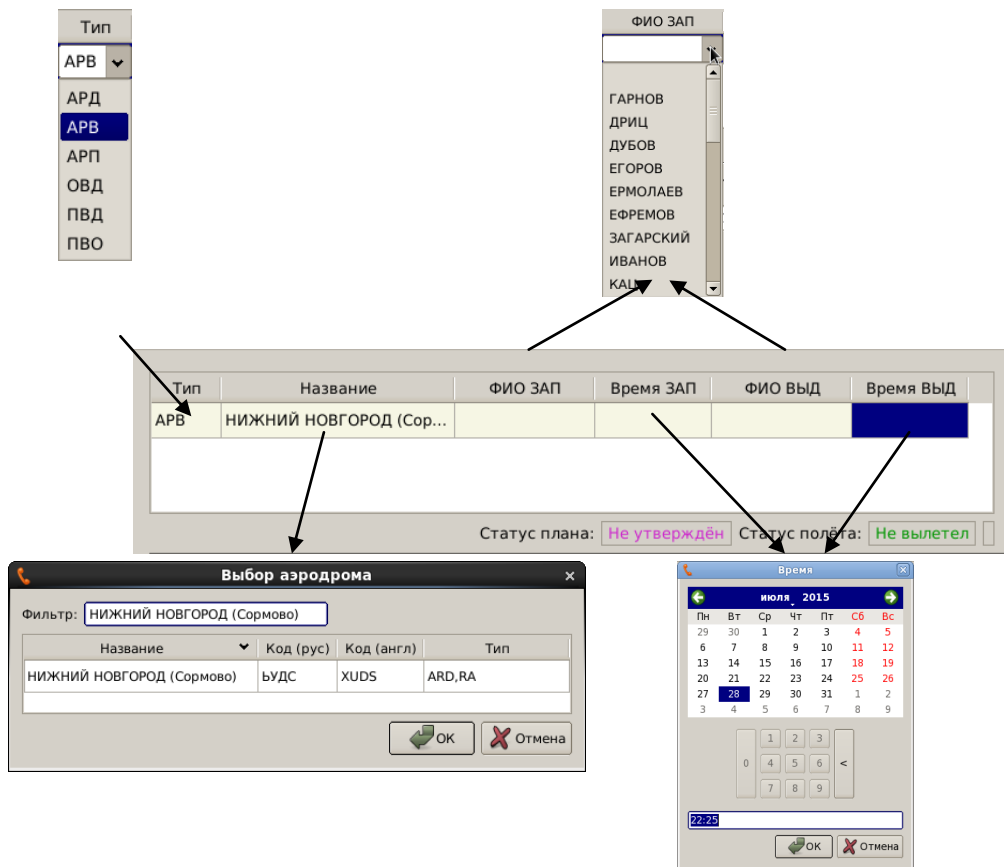 Тип
АРВ
АРД
АРВ
АРП
ОВД
ПВД
ПВО
ФИО ЗАП
ГАРНОВ
ДРИЦ
ДУБОВ
ЕГОРОВ
ЕРМОЛАЕВ
ЕФРЕМОВ
ЗАГАРСКИЙ
ИВАНОВ
Тип Название ФИО ЗАП Время ЗАП ФИО ВЫД Время ВЫД
АРВ НИЖНИЙ НОВГОРОД (Сор...
Статус плана: Не утверждён Статус полёта: Не вылетел
Выбор аэродрома
Фильтр: НИЖНИЙ НОВГОРОД (Сормово)
Название Код (рус) Код (англ) Тип
НИЖНИЙ НОВГОРОД (Сормово) ЬУДС XUDS ARD,RA
OK Отмена
Время
июля 2015
Пн Вт Ср Чт Пт Сб Вс
29 30 1 2 3 4 5
6 7 8 9 10 11 12
13 14 15 16 17 18 19
20 21 22 23 24 25 26
27 28 29 30 31 1 2
3 4 5 6 7 8 9
1 2 3
0 4 5 6 <
7 8 9
22:25
OK Отмена